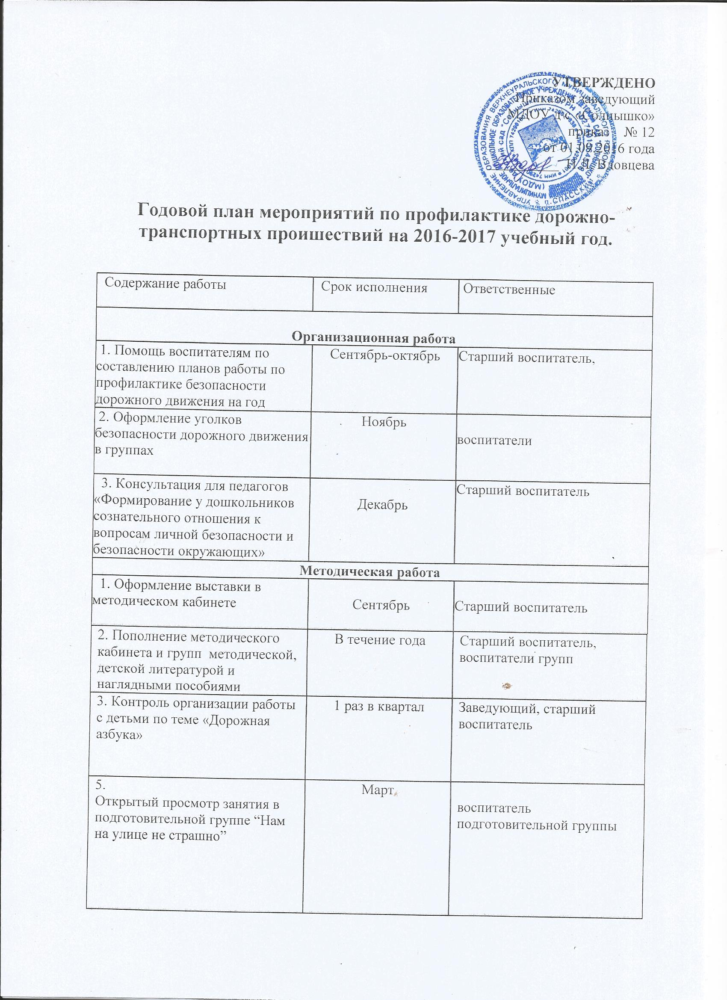 УТВЕРЖДЕНО
Приказом заведующий
МДОУ д\с «Солнышко»
приказ № 12
от 01.09.2016 года
Вдовцева
Годовой план мероприятий по профилактике дорожно-
транспортных проишествий на 2016-2017 учебный год.
Содержание работы
Срок исполнения
Ответственные
Организационная работа
1. Помощь воспитателям по
составлению планов работы по
профилактике безопасности
дорожного движения на год
Сентябрь-октябрь
Старший воспитатель,
2. Оформление уголков
безопасности дорожного движения
в группах
Ноябрь
воспитатели
3. Консультация для педагогов
«Формирование у дошкольников
сознательного отношения к
вопросам личной безопасности и
безопасности окружающих»
Декабрь
Старший воспитатель
Методическая работа
1. Оформление выставки в
методическом кабинете
Сентябрь
Старший воспитатель
2. Пополнение методического
кабинета и групп методической,
детской литературой и
наглядными пособиями
В течение года
Старший воспитатель,
воспитатели групп
3. Контроль организации работы
с детьми по теме «Дорожная
азбука»
1 раз в квартал
Заведующий, старший
воспитатель
5.
Открытый просмотр занятия в
подготовительной группе “Нам
на улице не страшно”
Март
воспитатель
подготовительной группы